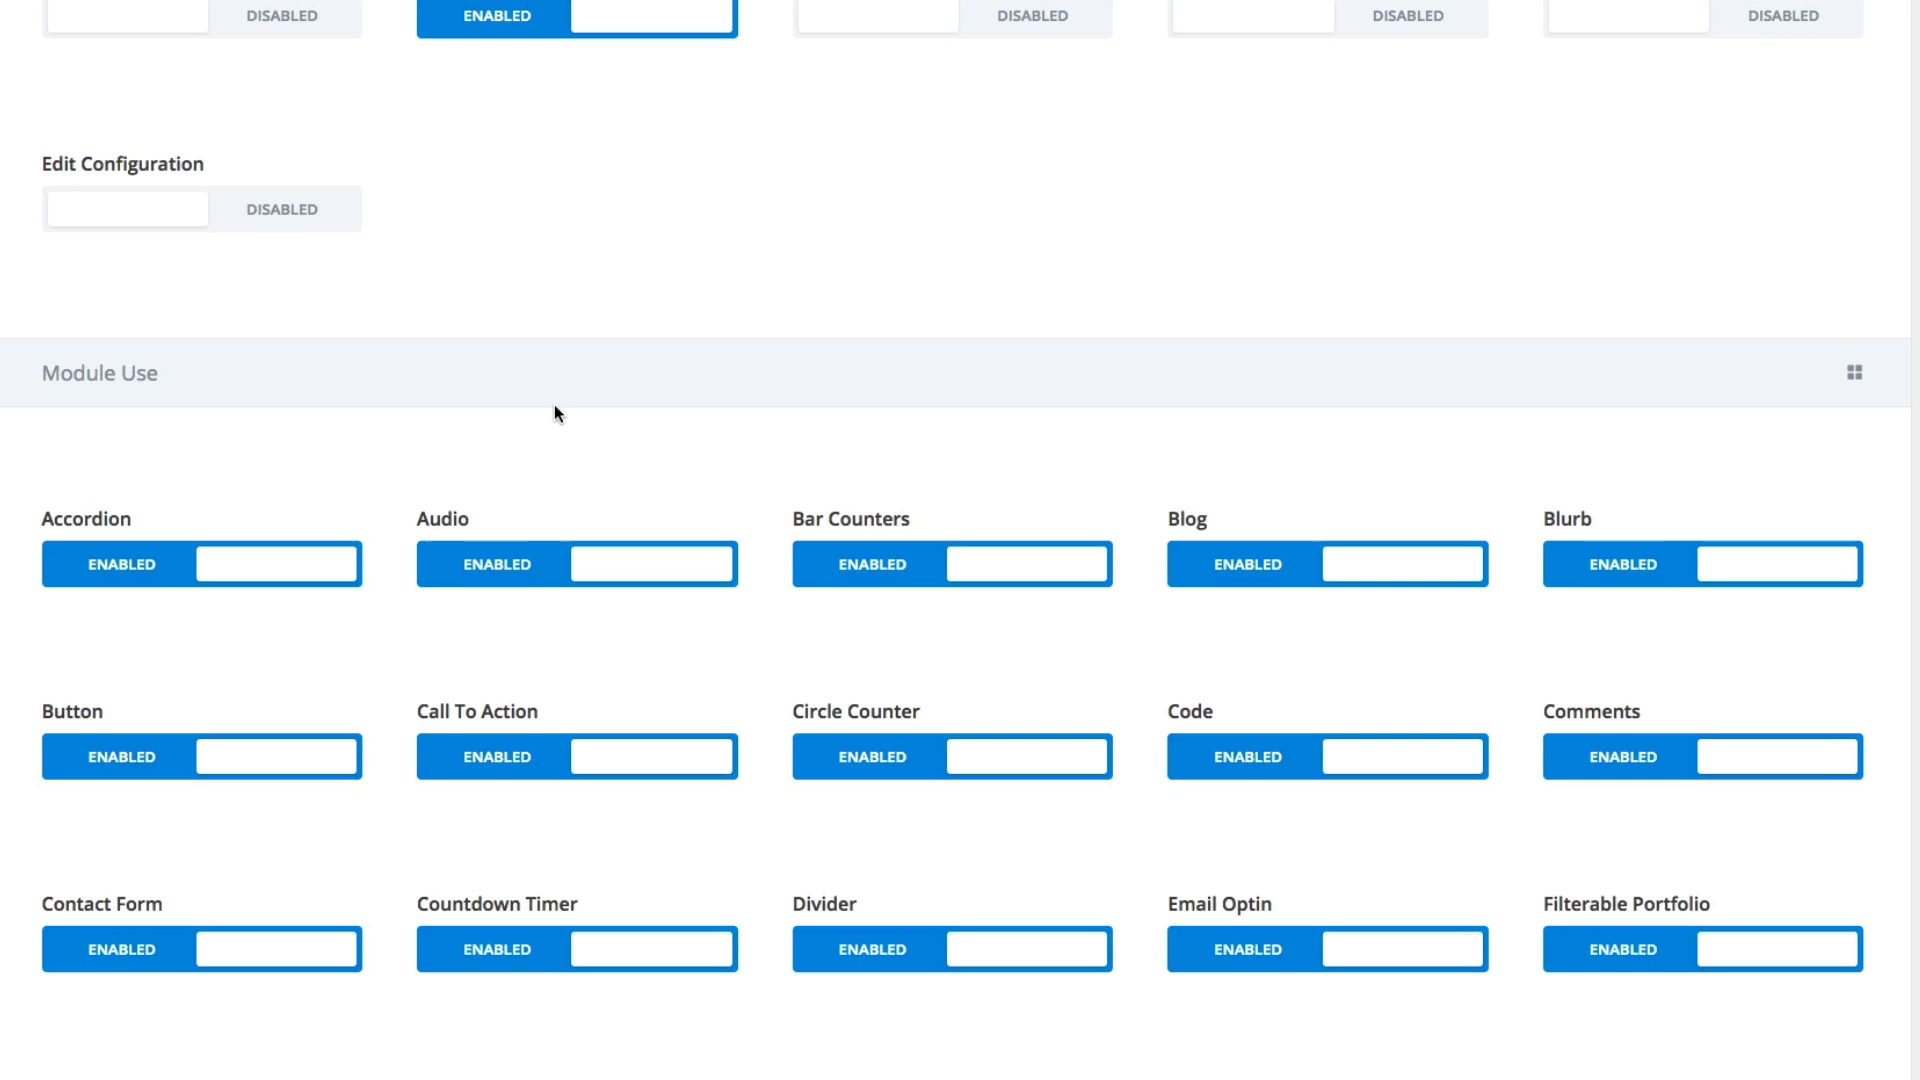 DISABLED ENABLED DISABLED DISABLED DISABLED
Edit Configuration
DISABLED
Module Use
Accordion Audio Bar Counters Blog Blurb
ENABLED ENABLED ENABLED ENABLED ENABLED
Button Call To Action Circle Counter Code Comments
ENABLED ENABLED ENABLED ENABLED ENABLED
Contact Form Countdown Timer Divider Email Optin Filterable Portfolio
ENABLED ENABLED ENABLED ENABLED ENABLED